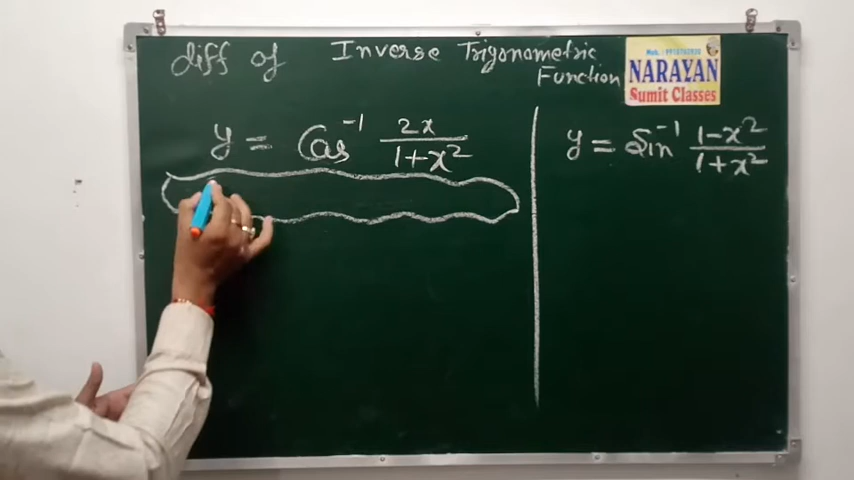 diff of Inverse Trigonometric Function
y = Cos⁻¹ 2x/1+x²
y = Sin⁻¹ 1-x²/1+x²
NARAYAN
Sumit Classes